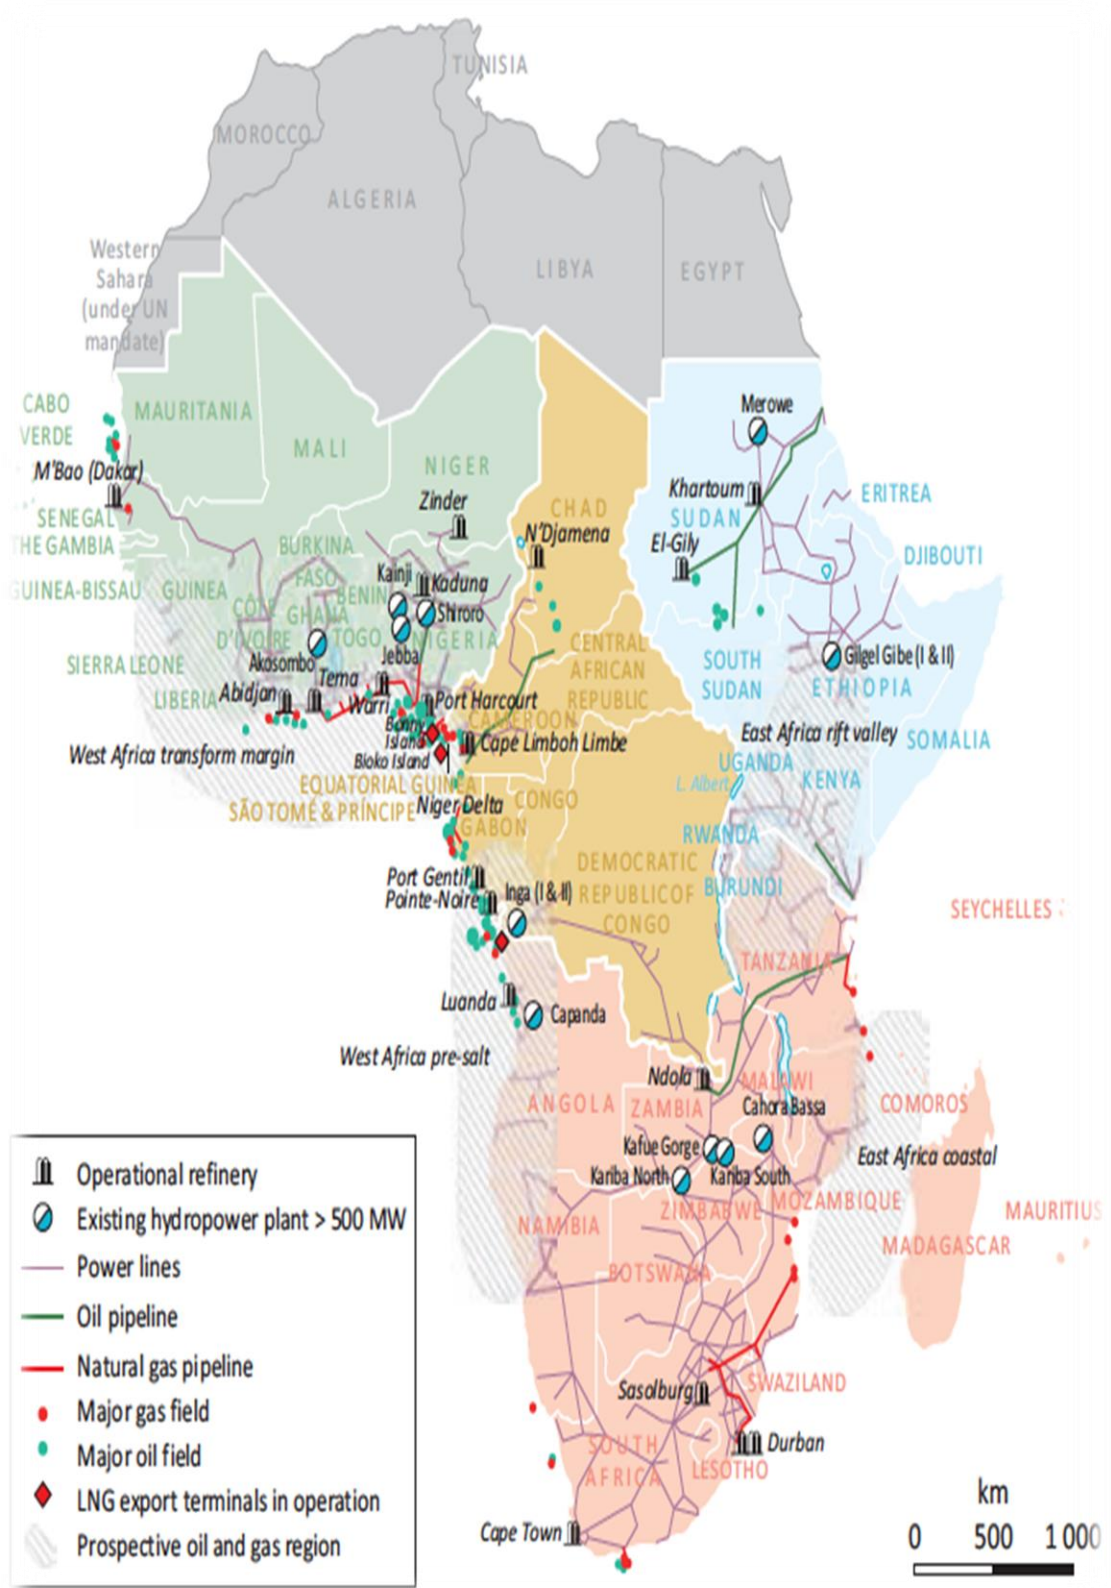 TUNISIA
MOROCCO
ALGERIA
LIBYA
EGYPT
Western
Sahara
(under UN
mandate)
CABO
VERDE
MAURITANIA
MALI
NIGER
Merowe
M'Bao (Dakar)
Zinder
CHAD
Khartoum
SUDAN
ERITREA
SENEGAL
THE GAMBIA
N'Djamena
El-Gily
DJIBOUTI
BURKINA
FASO
GUINEA-BISSAU
GUINEA
Kainji
Kaduna
BENIN
CÔTE
D'IVOIRE
GHANA
TOGO
Shiroro
NIGERIA
Jebba
CENTRAL
AFRICAN
REPUBLIC
SIERRA LEONE
Akosombo
SOUTH
SUDAN
Gilgel Gibe (I & II)
ETHIOPIA
LIBERIA
Abidjan
Tema
Warri
Port Harcourt
CAMEROON
Bonny
Island
Cape Limboh Limbe
East Africa rift valley
SOMALIA
West Africa transform margin
Bioko Island
UGANDA
KENYA
L. Albert
EQUATORIAL GUINEA
SÃO TOMÉ & PRÍNCIPE
Niger Delta
CONGO
GABON
RWANDA
DEMOCRATIC
REPUBLIC OF
CONGO
BURUNDI
Port Gentil
Pointe-Noire
Inga (I & II)
SEYCHELLES
TANZANIA
Luanda
Capanda
West Africa pre-salt
Ndola
MALAWI
ANGOLA
ZAMBIA
Cahora Bassa
COMOROS
Kafue Gorge
East Africa coastal
Kariba North
Kariba South
ZIMBABWE
MOZAMBIQUE
MAURITIUS
NAMIBIA
MADAGASCAR
BOTSWANA
Sasolburg
SWAZILAND
SOUTH
AFRICA
Durban
LESOTHO
Cape Town
Operational refinery
Existing hydropower plant > 500 MW
Power lines
Oil pipeline
Natural gas pipeline
Major gas field
Major oil field
LNG export terminals in operation
Prospective oil and gas region
km
0 500 1 000